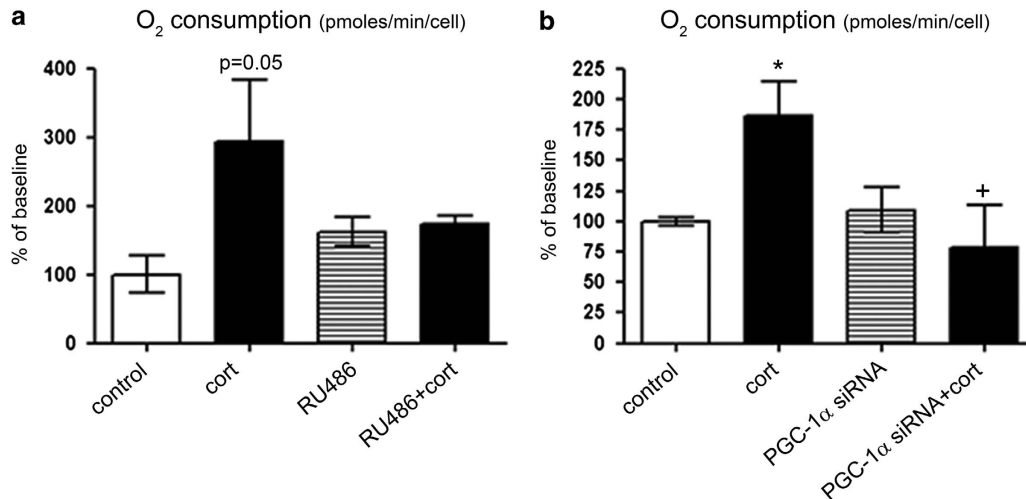 a
O2 consumption (pmoles/min/cell)
p=0.05
400
300
200
100
0
% of baseline
control
cort
RU486
RU486+cort
b
O2 consumption (pmoles/min/cell)
*
+
225
200
175
150
125
100
75
50
25
0
% of baseline
control
cort
PGC-1α siRNA
PGC-1α siRNA+cort